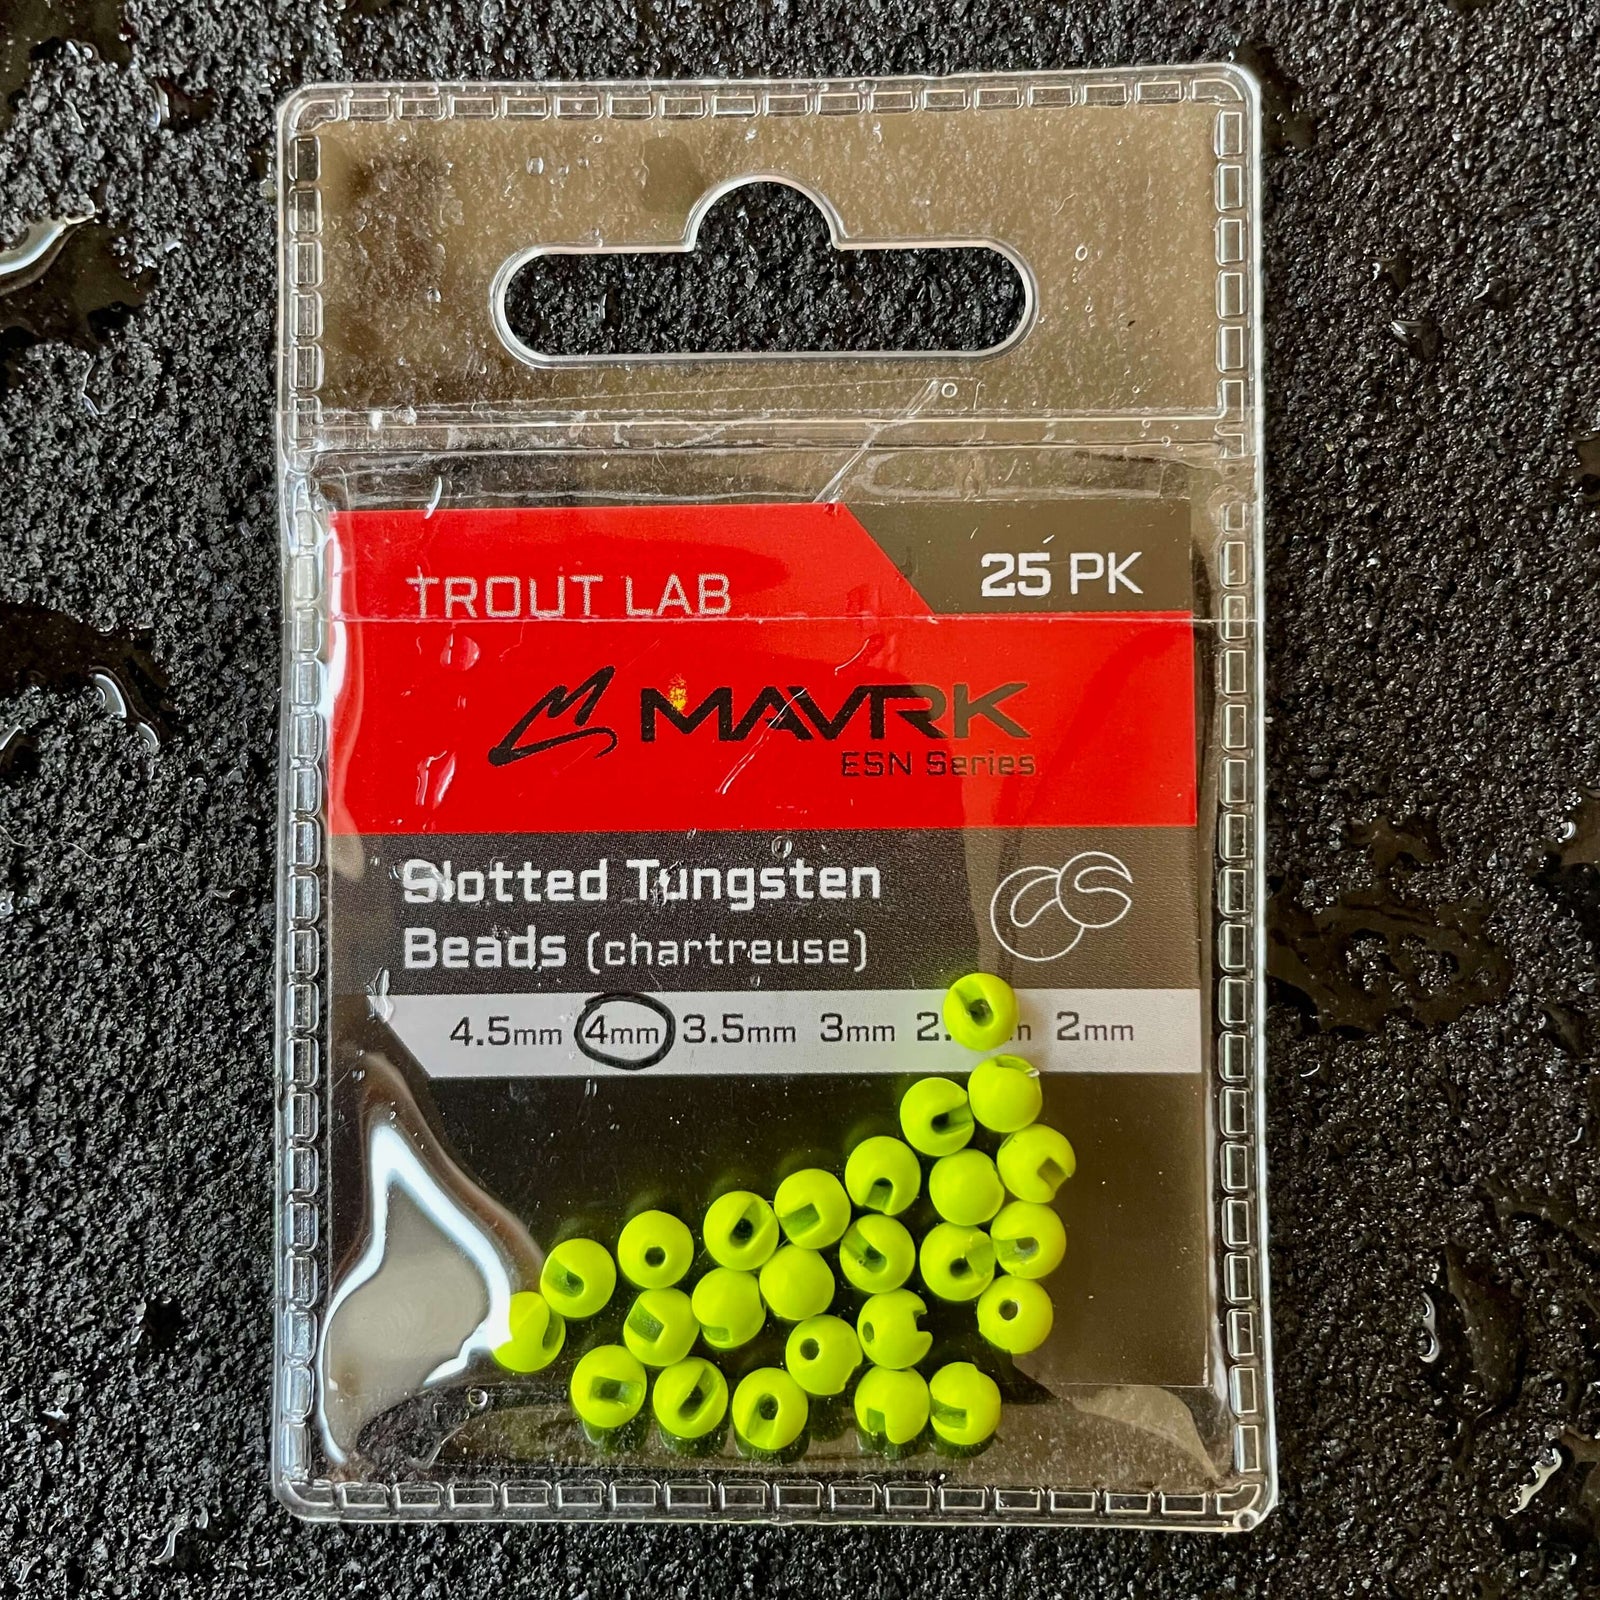 TROUT LAB
25 PK
MAVRK
ESN Series
Slotted Tungsten
Beads (chartreuse)
4.5mm 4mm 3.5mm 3mm 2mm